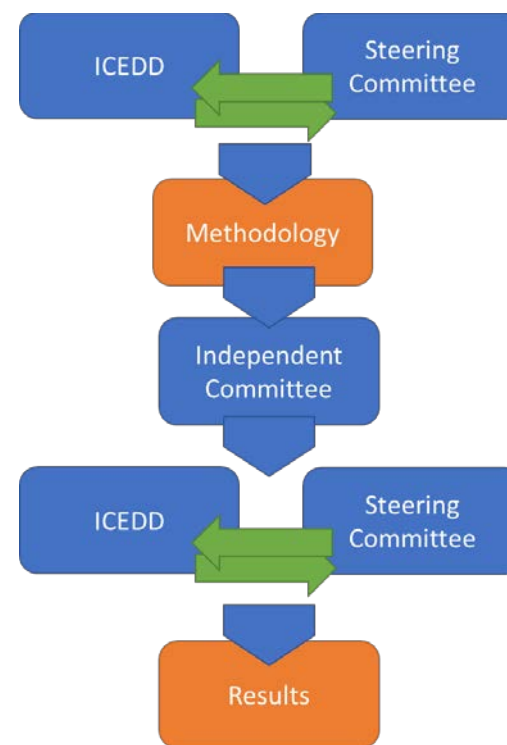 ICEDD
Steering
Committee
Methodology
Independent
Committee
ICEDD
Steering
Committee
Results